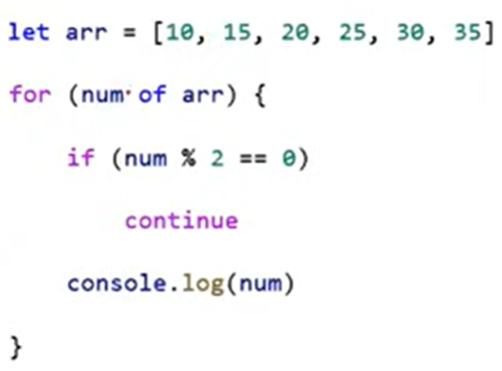 let arr = [10, 15, 20, 25, 30, 35]
for (num of arr) {
if (num % 2 == 0)
continue
console.log(num)
}